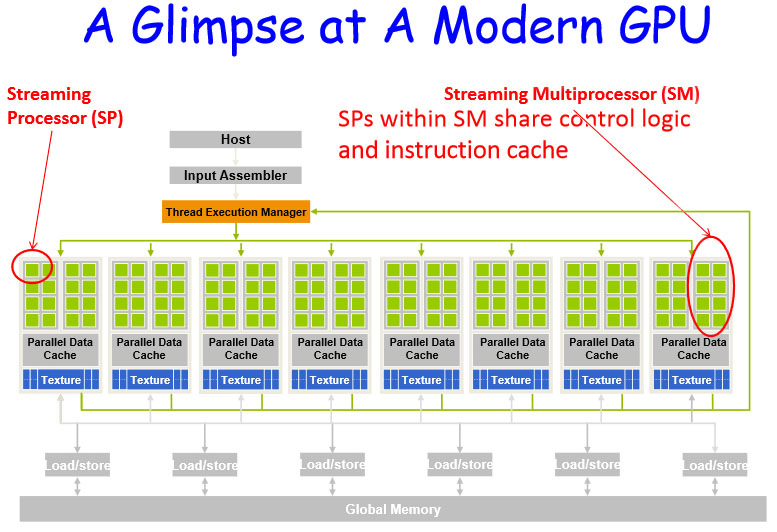 A Glimpse at A Modern GPU
Streaming
Processor (SP)
Streaming Multiprocessor (SM)
SPs within SM share control logic
and instruction cache
Host
Input Assembler
Thread Execution Manager
Parallel Data
Cache
Parallel Data
Cache
Parallel Data
Cache
Parallel Data
Cache
Parallel Data
Cache
Parallel Data
Cache
Parallel Data
Cache
Parallel Data
Cache
Texture
Texture
Texture
Texture
Texture
Texture
Texture
Texture
Load/store
Load/store
Load/store
Load/store
Load/store
Load/store
Global Memory